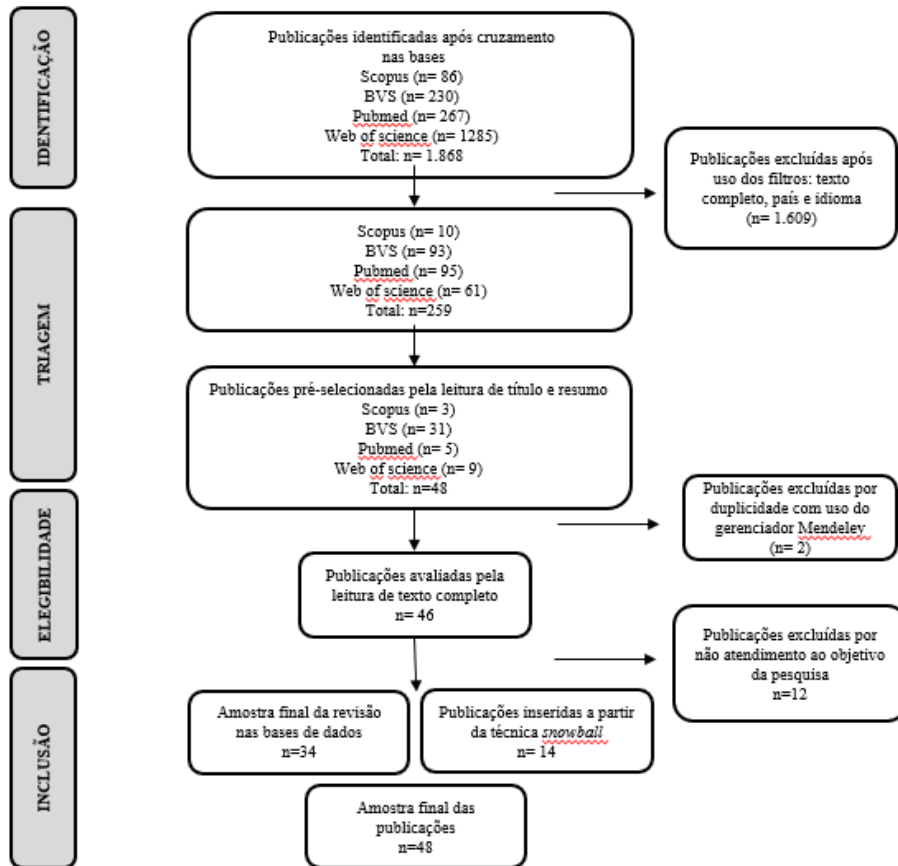 IDENTIFICAÇÃO
Publicações identificadas após cruzamento
nas bases
Scopus (n= 86)
BVS (n= 230)
Pubmed (n= 267)
Web of science (n= 1285)
Total: n= 1.868
Publicações excluídas após
uso dos filtros: texto
completo, país e idioma
(n= 1.609)
TRIAGEM
Scopus (n= 10)
BVS (n= 93)
Pubmed (n= 95)
Web of science (n= 61)
Total: n=259
Publicações pré-selecionadas pela leitura de título e resumo
Scopus (n= 3)
BVS (n= 31)
Pubmed (n= 5)
Web of science (n= 9)
Total: n=48
Publicações excluídas por
duplicidade com uso do
gerenciador Mendeley
(n= 2)
ELEGIBILIDADE
Publicações avaliadas pela
leitura de texto completo
n= 46
Publicações excluídas por
não atendimento ao objetivo
da pesquisa
n=12
INCLUSÃO
Amostra final da revisão
nas bases de dados
n=34
Publicações inseridas a partir
da técnica snowball
n= 14
Amostra final das
publicações
n=48